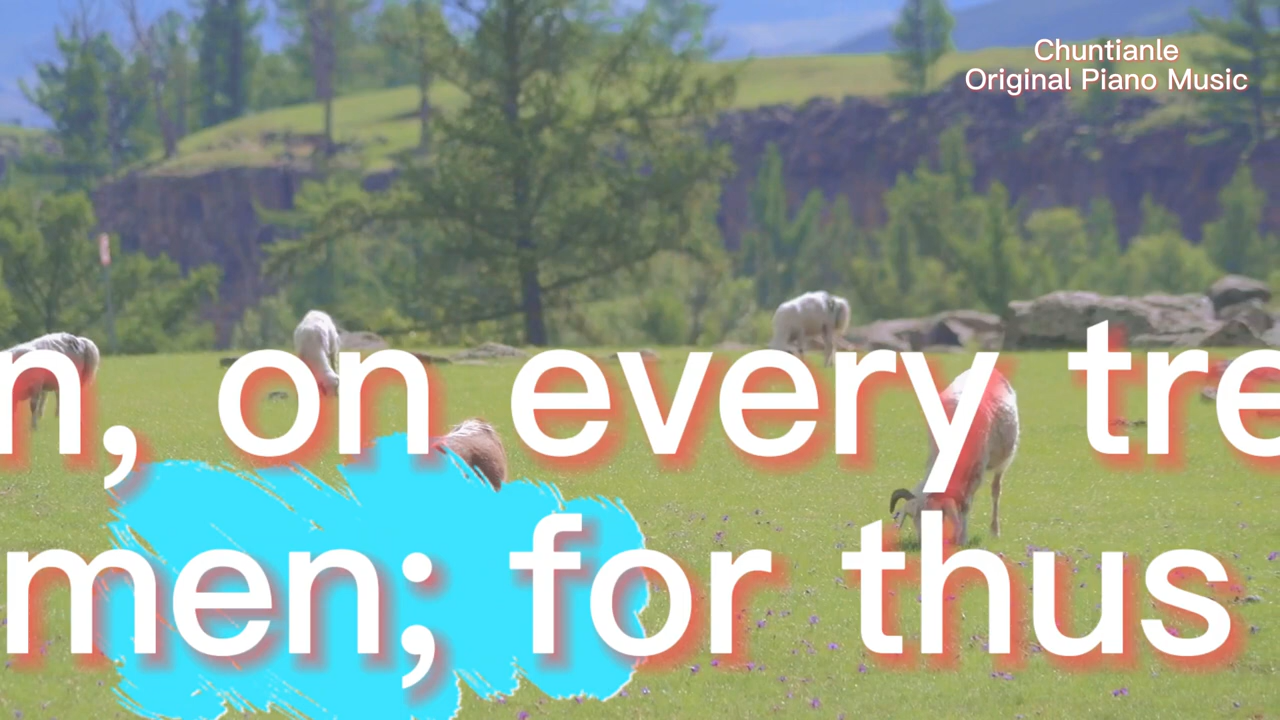 Chuntianle
Original Piano Music
n, on every tre
men; for thus